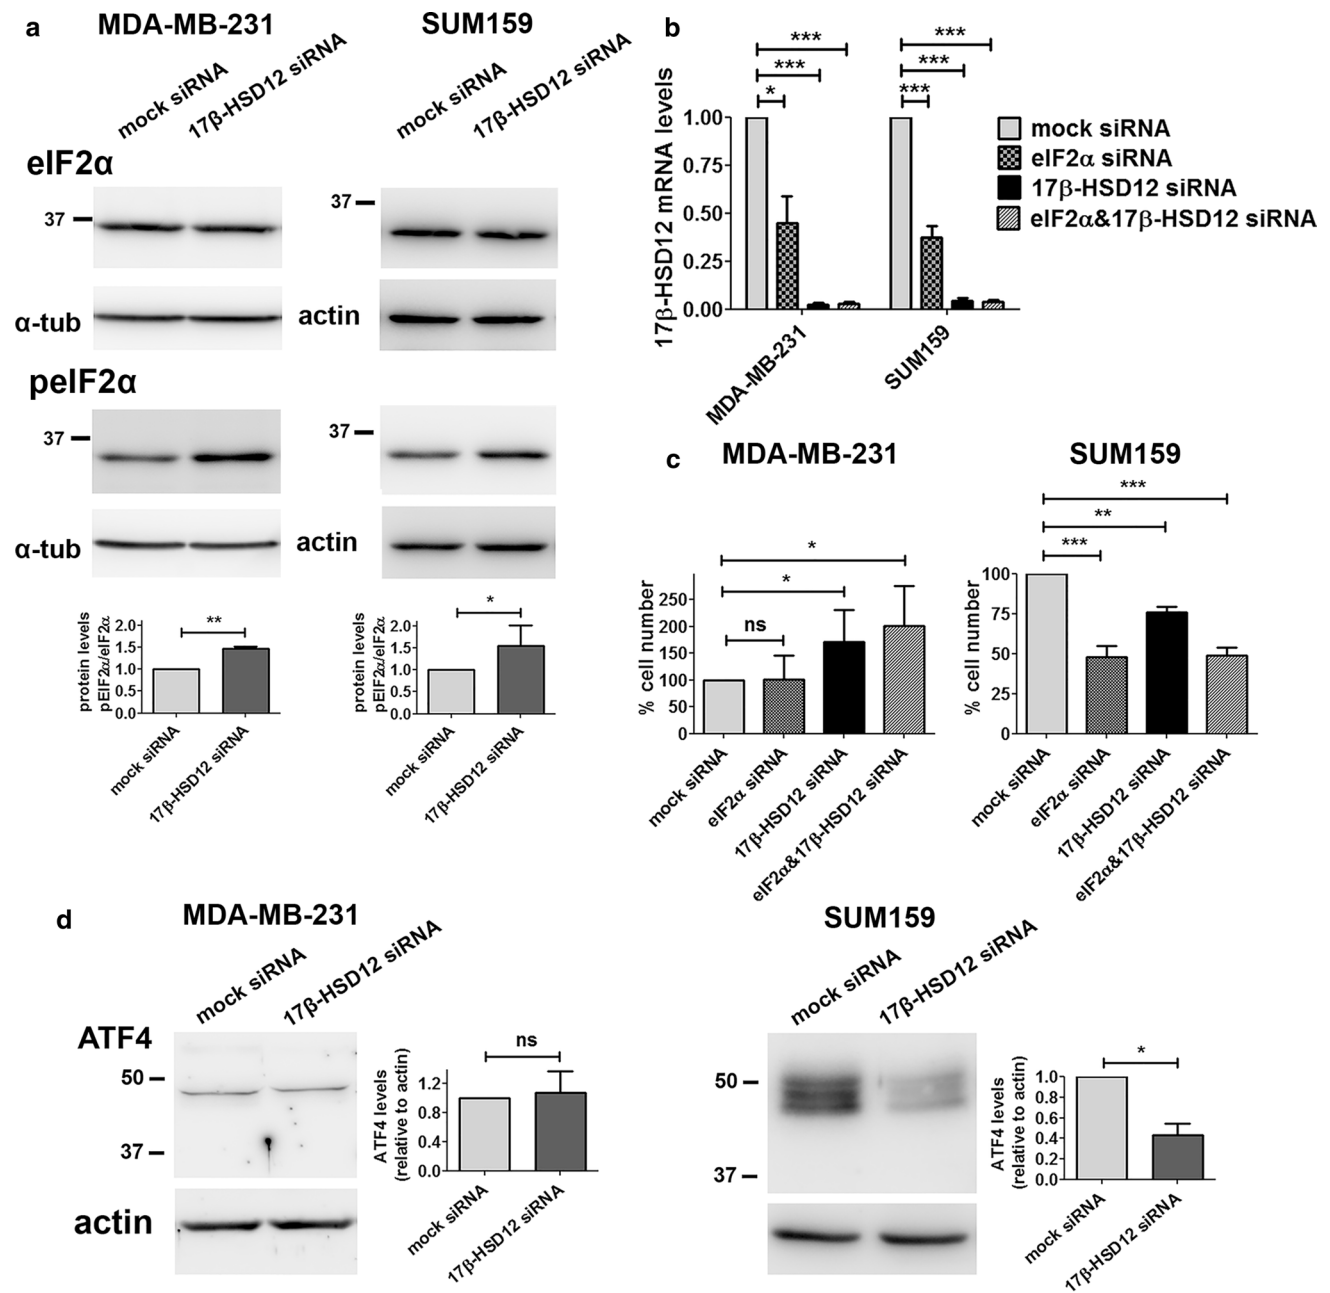 a
MDA-MB-231
SUM159
mock siRNA
17β-HSD12 siRNA
mock siRNA
17β-HSD12 siRNA
eIF2α
37
37
α-tub
actin
peIF2α
37
37
α-tub
actin
protein levels
pEIF2α/eIF2α
2.0
1.5
1.0
0.5
0.0
**
mock siRNA
17β-HSD12 siRNA
protein levels
pEIF2α/eIF2α
2.0
1.5
1.0
0.5
0.0
*
mock siRNA
17β-HSD12 siRNA
b
17β-HSD12 mRNA levels
1.00
0.75
0.50
0.25
0.00
***
***
*
***
***
***
MDA-MB-231
SUM159
mock siRNA
eIF2α siRNA
17β-HSD12 siRNA
eIF2α&17β-HSD12 siRNA
c
MDA-MB-231
% cell number
250
200
150
100
50
0
*
*
ns
mock siRNA
eIF2α siRNA
17β-HSD12 siRNA
eIF2α&17β-HSD12 siRNA
SUM159
% cell number
100
75
50
25
0
***
**
***
mock siRNA
eIF2α siRNA
17β-HSD12 siRNA
eIF2α&17β-HSD12 siRNA
d
MDA-MB-231
mock siRNA
17β-HSD12 siRNA
ATF4
50
37
actin
ATF4 levels
(relative to actin)
1.2
0.8
0.4
0.0
ns
mock siRNA
17β-HSD12 siRNA
SUM159
mock siRNA
17β-HSD12 siRNA
50
37
ATF4 levels
(relative to actin)
1.0
0.8
0.6
0.4
0.2
0.0
*
mock siRNA
17β-HSD12 siRNA